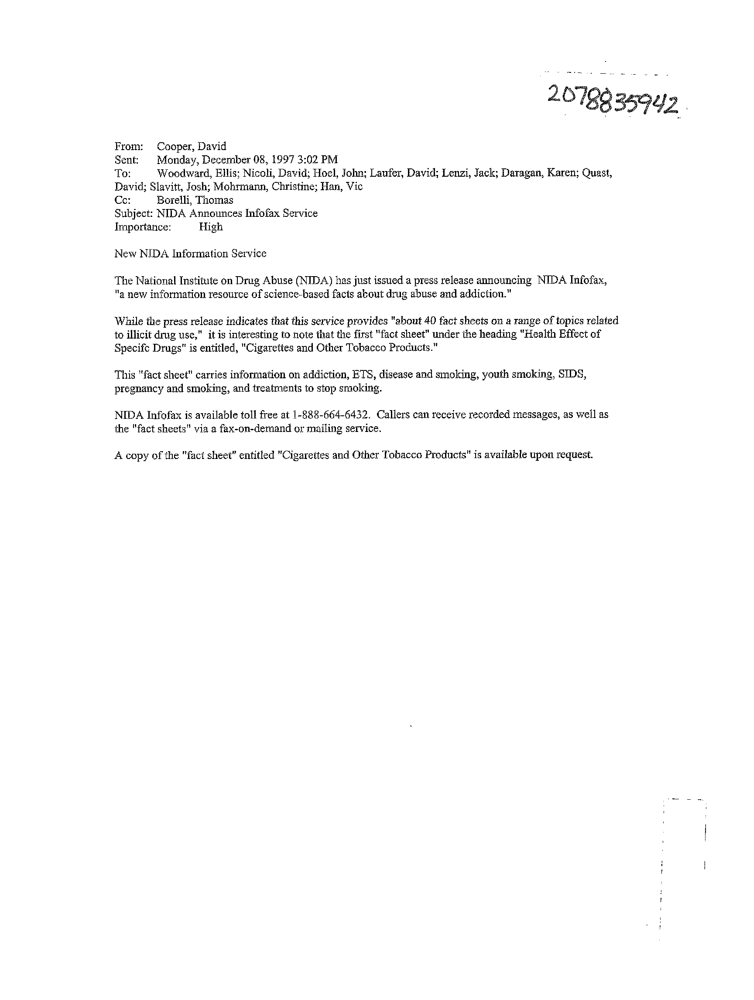 2078835942
From: Cooper, David
Sent: Monday, December 08, 1997 3:02 PM
To: Woodward, Ellis; Nicoli, David; Hoel, John; Laufer, David; Lenzi, Jack; Daragan, Karen; Quast,
David; Slavitt, Josh; Mohrmann, Christine; Han, Vic
Cc: Borelli, Thomas
Subject: NIDA Announces Infofax Service
Importance: High
New NIDA Information Service
The National Institute on Drug Abuse (NIDA) has just issued a press release announcing NIDA Infofax,
"a new information resource of science-based facts about drug abuse and addiction."
While the press release indicates that this service provides "about 40 fact sheets on a range of topics related
to illicit drug use," it is interesting to note that the first "fact sheet" under the heading "Health Effect of
Specifc Drugs" is entitled, "Cigarettes and Other Tobacco Products."
This "fact sheet" carries information on addiction, ETS, disease and smoking, youth smoking, SIDS,
pregnancy and smoking, and treatments to stop smoking.
NIDA Infofax is available toll free at 1-888-664-6432. Callers can receive recorded messages, as well as
the "fact sheets" via a fax-on-demand or mailing service.
A copy of the "fact sheet" entitled "Cigarettes and Other Tobacco Products" is available upon request.